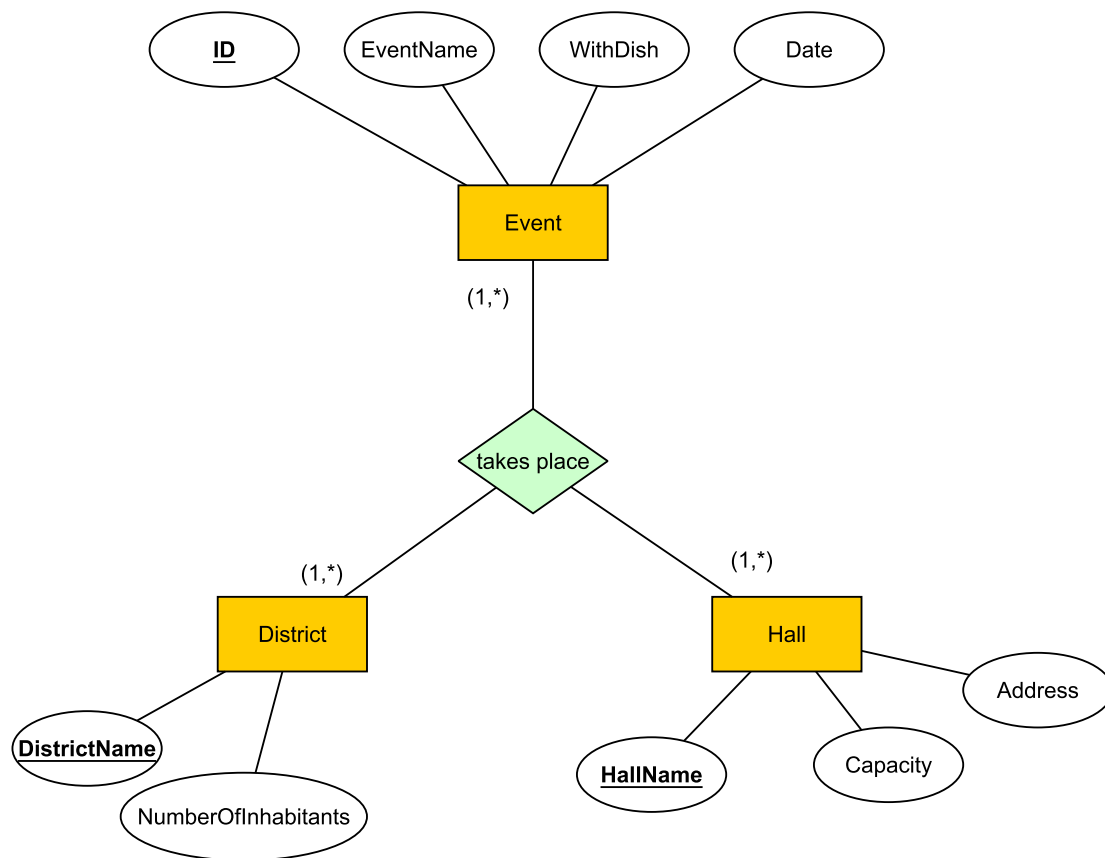 ID
EventName
WithDish
Date
Event
(1,*)
takes place
(1,*)
(1,*)
District
Hall
Address
DistrictName
HallName
Capacity
NumberOfInhabitants